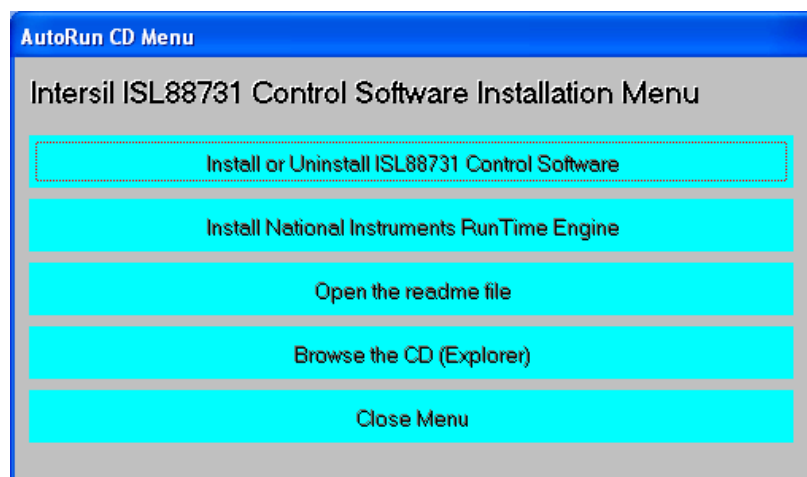 AutoRun CD Menu
Intersil ISL88731 Control Software Installation Menu
Install or Uninstall ISL88731 Control Software
Install National Instruments RunTime Engine
Open the readme file
Browse the CD (Explorer)
Close Menu